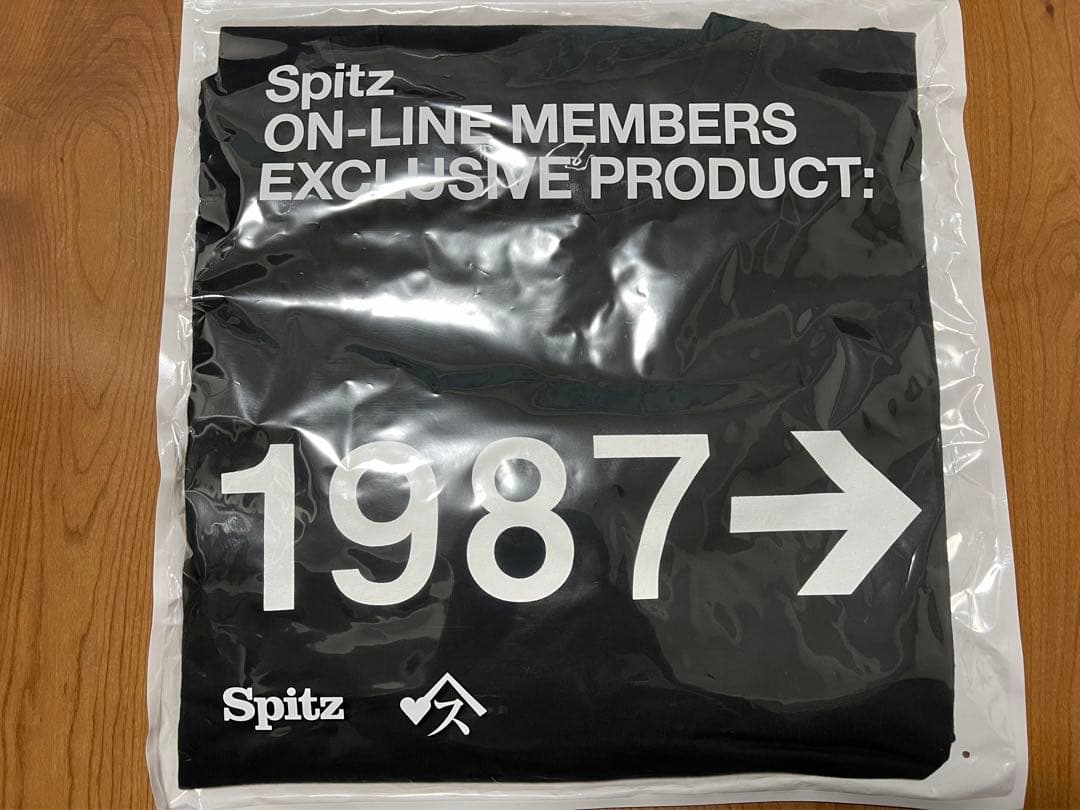 Spitz
ON-LINE MEMBERS
EXCLUSIVE PRODUCT:
1987→
Spitz ♥ス